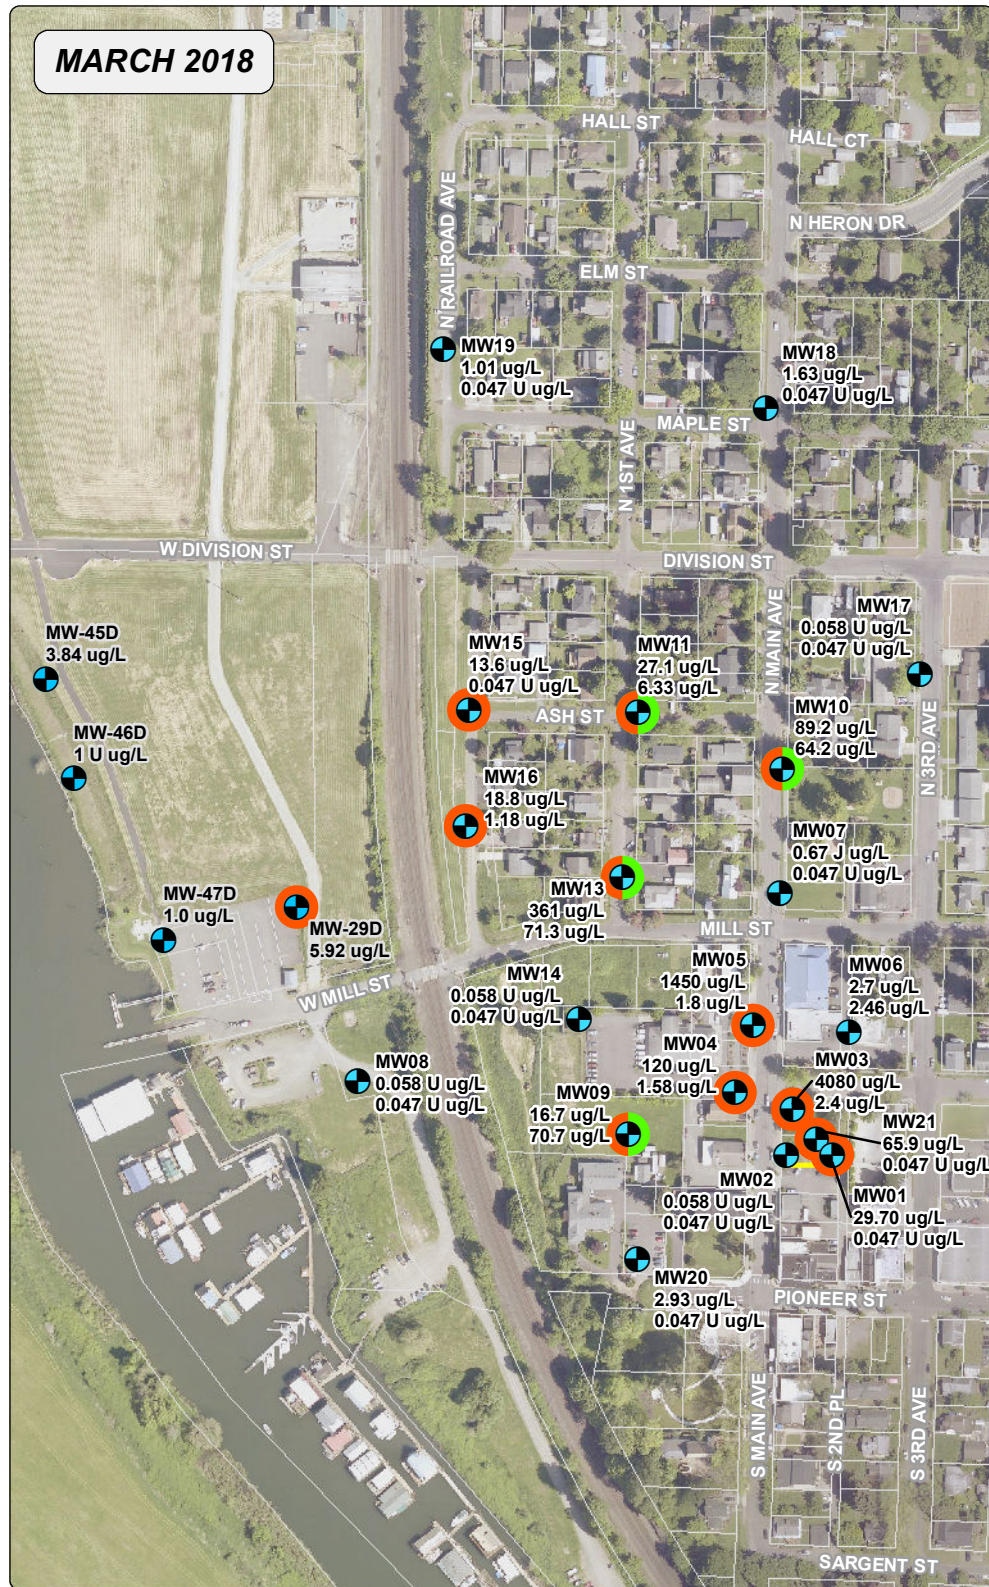 MARCH 2018
HALL ST
HALL CT
N HERON DR
N RAILROAD AVE
ELM ST
MW19
1.01 ug/L
0.047 U ug/L
MW18
1.63 ug/L
0.047 U ug/L
MAPLE ST
N 1ST AVE
W DIVISION ST
DIVISION ST
N MAIN AVE
MW17
0.058 U ug/L
0.047 U ug/L
MW-45D
3.84 ug/L
MW15
13.6 ug/L
0.047 U ug/L
MW11
27.1 ug/L
6.33 ug/L
ASH ST
MW10
89.2 ug/L
64.2 ug/L
N 3RD AVE
MW-46D
1 U ug/L
MW16
18.8 ug/L
1.18 ug/L
MW07
0.67 J ug/L
0.047 U ug/L
MW13
361 ug/L
71.3 ug/L
MW-47D
1.0 ug/L
MW-29D
5.92 ug/L
MILL ST
W MILL ST
MW14
0.058 U ug/L
0.047 U ug/L
MW05
1450 ug/L
1.8 ug/L
MW06
2.7 ug/L
2.46 ug/L
MW04
120 ug/L
1.58 ug/L
MW03
4080 ug/L
2.4 ug/L
MW08
0.058 U ug/L
0.047 U ug/L
MW09
16.7 ug/L
70.7 ug/L
MW21
65.9 ug/L
0.047 U ug/L
MW02
0.058 U ug/L
0.047 U ug/L
MW01
29.70 ug/L
0.047 U ug/L
MW20
2.93 ug/L
0.047 U ug/L
PIONEER ST
S MAIN AVE
S 2ND PL
S 3RD AVE
SARGENT ST